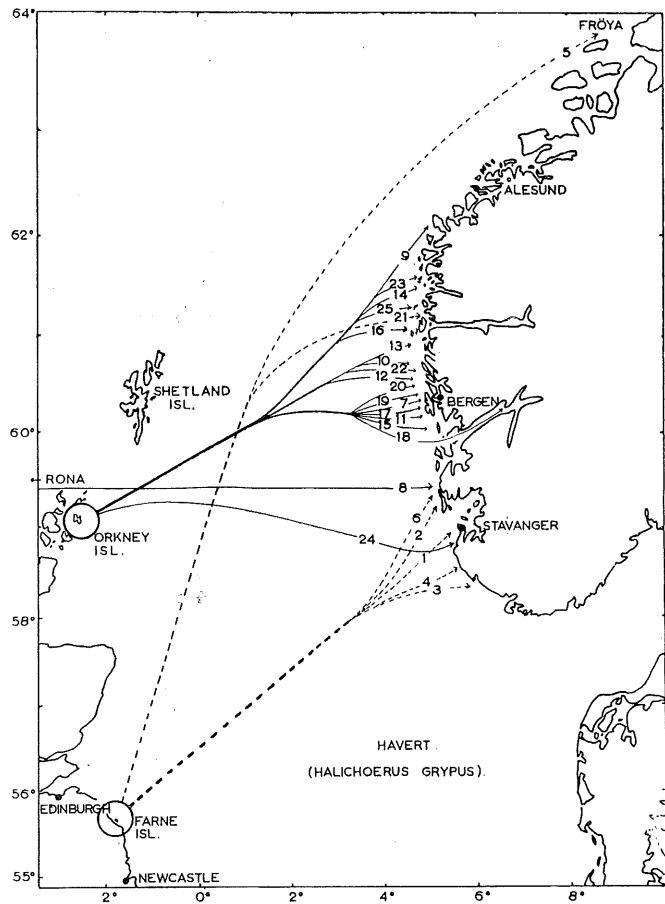 64°
FRÖYA
5
ÅLESUND
62°
9
23
14
25
21
16
13
10
22
12
20
SHETLAND
ISL.
19
7
BERGEN
17
11
15
60°
18
RONA
8
ORKNEY
ISL.
6
STAVANGER
2
24
1
4
3
58°
HAVERT
(HALICHOERUS GRYPUS).
56°
EDINBURGH
FARNE
ISL.
55°
NEWCASTLE
2°
0°
2°
4°
6°
8°